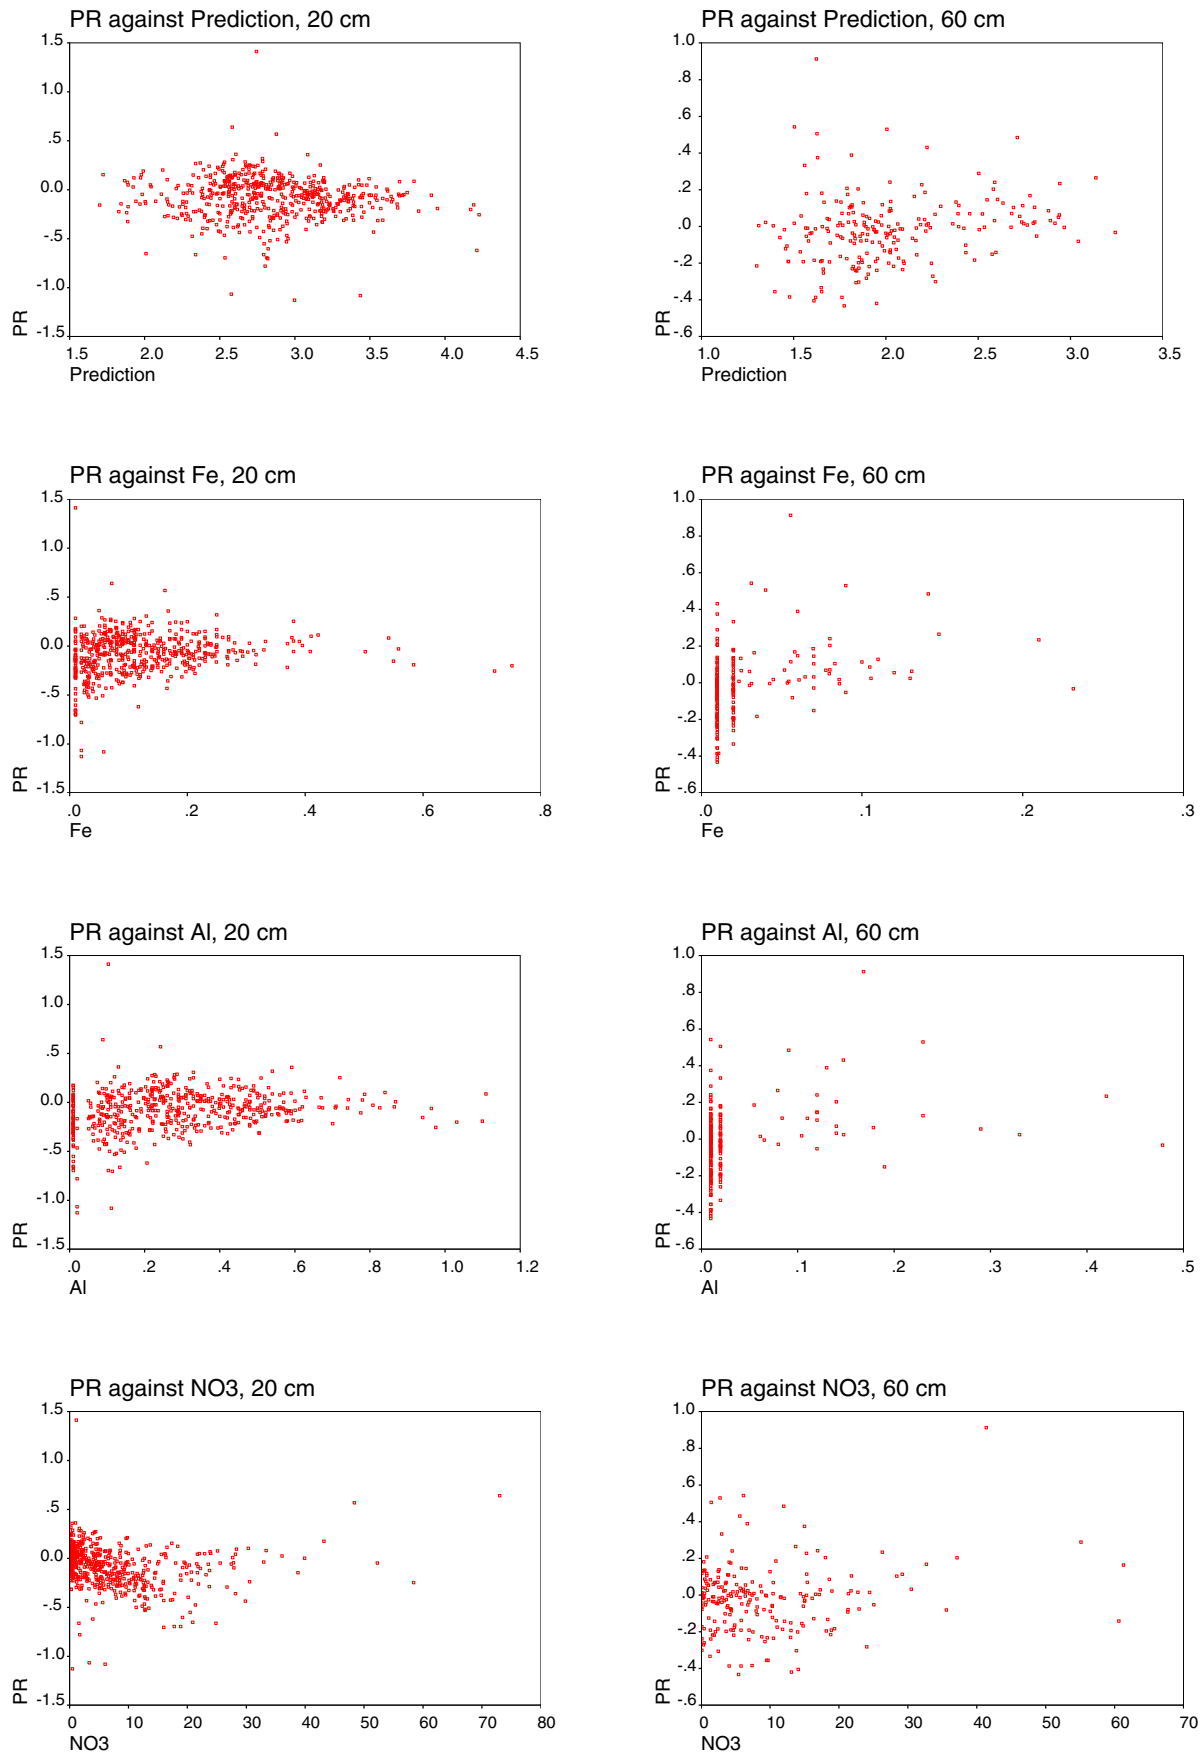 PR against Prediction, 20 cm
1.5
1.0
.5
0.0
-.5
-1.0
-1.5
PR
1.5 2.0 2.5 3.0 3.5 4.0 4.5
Prediction
PR against Prediction, 60 cm
1.0
.8
.6
.4
.2
.0
-.2
-.4
-.6
PR
1.0 1.5 2.0 2.5 3.0 3.5
Prediction
PR against Fe, 20 cm
1.5
1.0
.5
0.0
-.5
-1.0
-1.5
PR
.0 .2 .4 .6 .8
Fe
PR against Fe, 60 cm
1.0
.8
.6
.4
.2
.0
-.2
-.4
-.6
PR
.0 .1 .2 .3
Fe
PR against Al, 20 cm
1.5
1.0
.5
0.0
-.5
-1.0
-1.5
PR
.0 .2 .4 .6 .8 1.0 1.2
Al
PR against Al, 60 cm
1.0
.8
.6
.4
.2
.0
-.2
-.4
-.6
PR
.0 .1 .2 .3 .4 .5
Al
PR against NO3, 20 cm
1.5
1.0
.5
0.0
-.5
-1.0
-1.5
PR
0 10 20 30 40 50 60 70 80
NO3
PR against NO3, 60 cm
1.0
.8
.6
.4
.2
.0
-.2
-.4
-.6
PR
0 10 20 30 40 50 60 70
NO3